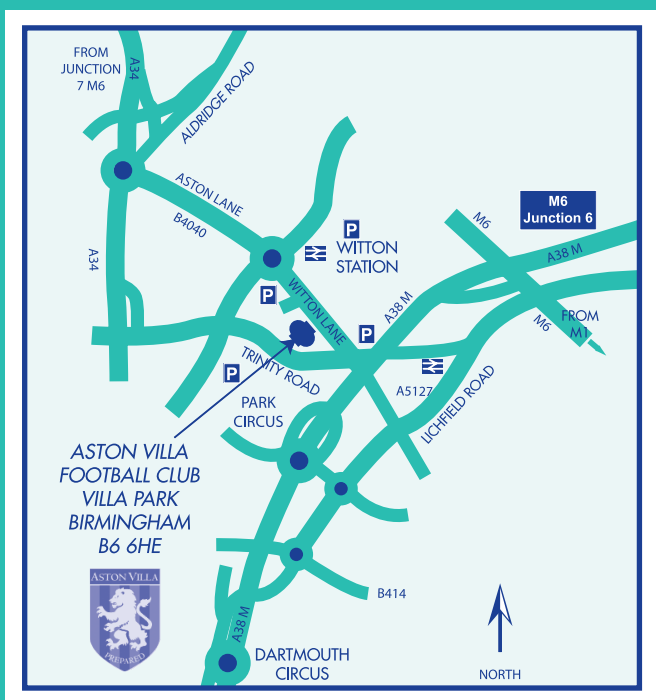 FROM
JUNCTION
7 M6
A34
ALDRIDGE ROAD
ASTON LANE
B4040
A34
M6
Junction 6
M6
A38 M
P
WITTON
STATION
P
WITTON LANE
A38 M
M6
FROM
M1
P
P
TRINITY ROAD
A5127
LICHFIELD ROAD
PARK
CIRCUS
ASTON VILLA
FOOTBALL CLUB
VILLA PARK
BIRMINGHAM
B6 6HE
ASTON VILLA
PREPARED
B414
A38 M
DARTMOUTH
CIRCUS
NORTH